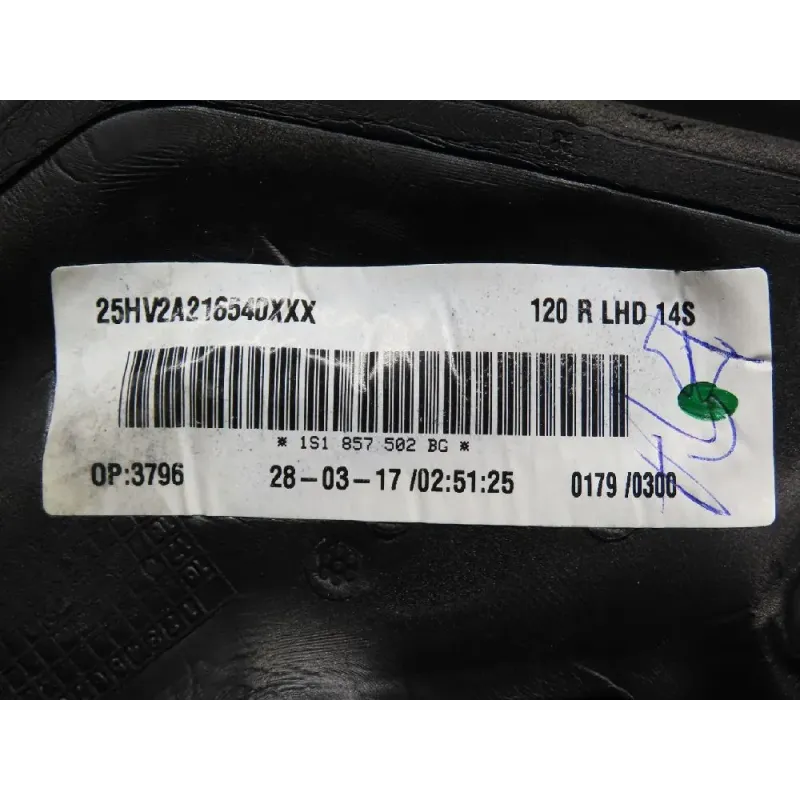 25HV2A216540XXX 120 R LHD 14S
* 1S1 857 502 BG *
OP:3796 28-03-17 /02:51:25 0179 /0300